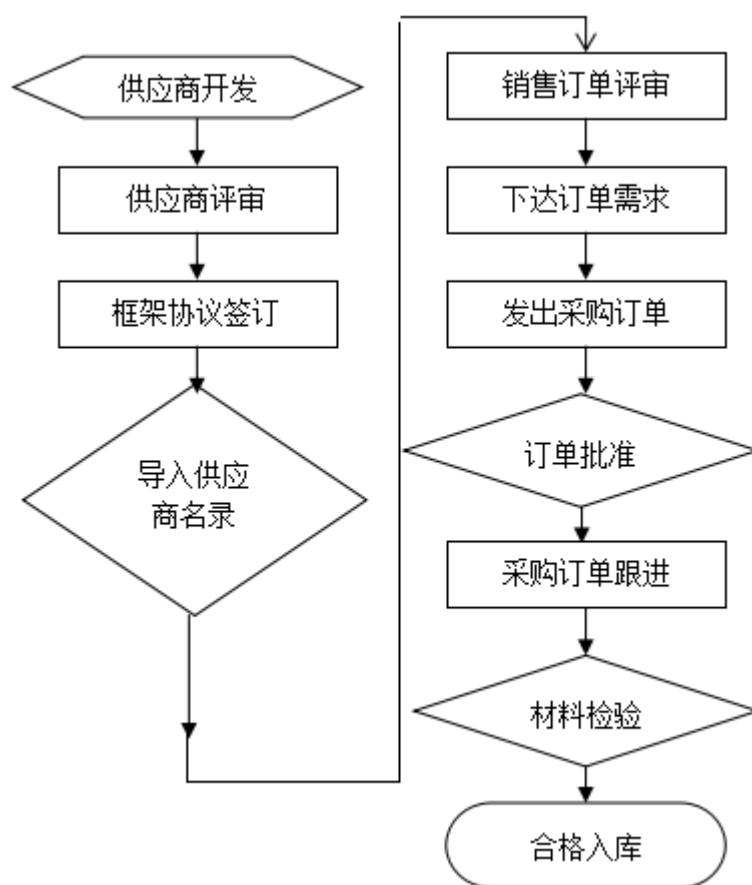 供应商开发
供应商评审
框架协议签订
导入供应
商名录
销售订单评审
下达订单需求
发出采购订单
订单批准
采购订单跟进
材料检验
合格入库